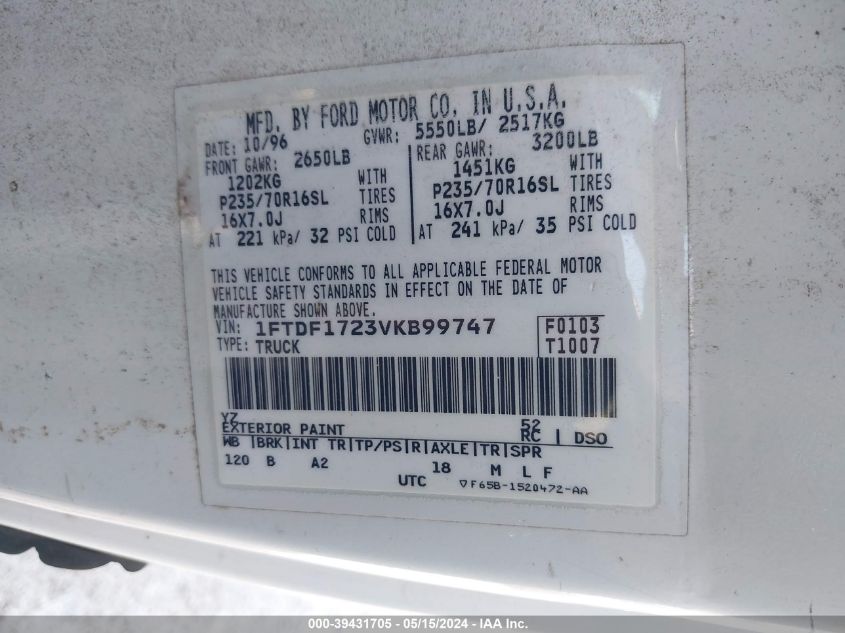 MFD. BY FORD MOTOR CO. IN U.S.A.
DATE: 10/96 GVWR: 5550LB/ 2517KG
FRONT GAWR: 2650LB REAR GAWR: 3200LB
1202KG WITH 1451KG WITH
P235/70R16SL TIRES P235/70R16SL TIRES
16X7.0J RIMS 16X7.0J RIMS
AT 221 kPa/ 32 PSI COLD AT 241 kPa/ 35 PSI COLD
THIS VEHICLE CONFORMS TO ALL APPLICABLE FEDERAL MOTOR
VEHICLE SAFETY STANDARDS IN EFFECT ON THE DATE OF
MANUFACTURE SHOWN ABOVE.
VIN: 1FTDF1723VKB99747 F0103
TYPE: TRUCK T1007
YZ 52
EXTERIOR PAINT RC DSO
WB BRK INT TR TP/PS R AXLE TR SPR
120 B A2 18 M L F
UTC ▽F65B-1520472-AA
000-39431705 - 05/15/2024 - IAA Inc.